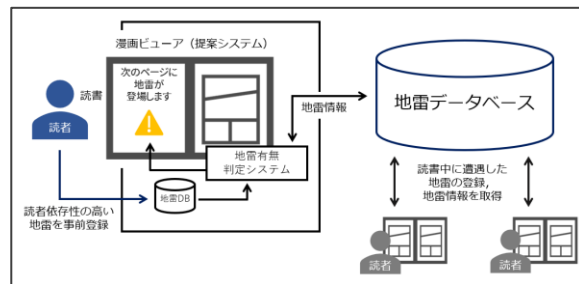 漫画ビューア（提案システム）
次のページに
地雷が
登場します
読書
読者
地雷情報
地雷データベース
地雷有無
判定システム
地雷DB
読者依存性の高い
地雷を事前登録
読書中に遭遇した
地雷の登録,
地雷情報を取得
読者
読者